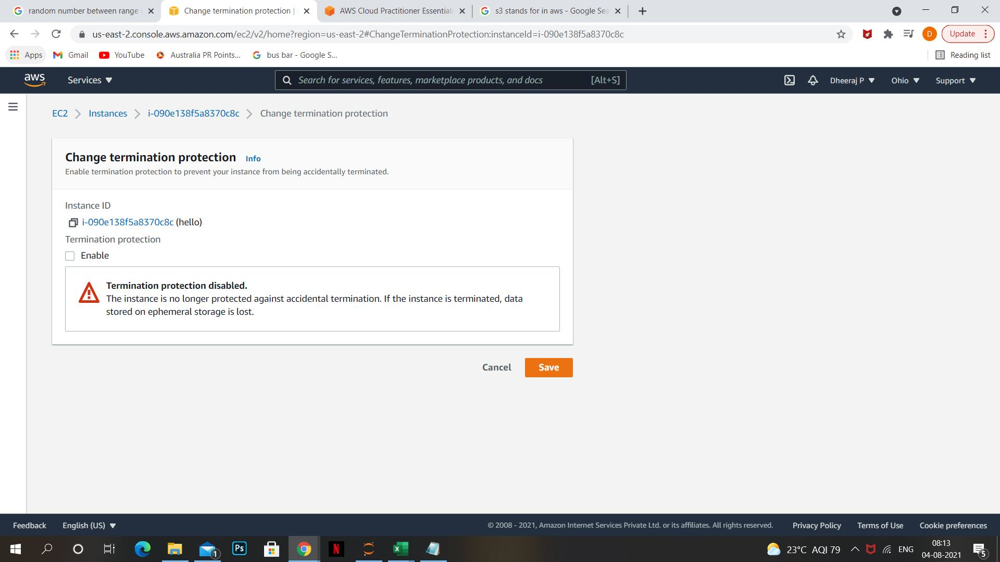 random number between range i
Change termination protection |
AWS Cloud Practitioner Essentials
s3 stands for in aws - Google Sea
us-east-2.console.aws.amazon.com/ec2/v2/home?region=us-east-2#ChangeTerminationProtection:instanceId=i-090e138f5a8370c8c
D
Update
Apps
Gmail
YouTube
Australia PR Points...
bus bar - Google S...
Reading list
aws
Services
Search for services, features, marketplace products, and docs
[Alt+S]
Dheeraj P
Ohio
Support
EC2
Instances
i-090e138f5a8370c8c
Change termination protection
Change termination protection Info
Enable termination protection to prevent your instance from being accidentally terminated.
Instance ID
i-090e138f5a8370c8c (hello)
Termination protection
Enable
Termination protection disabled.
The instance is no longer protected against accidental termination. If the instance is terminated, data
stored on ephemeral storage is lost.
Cancel
Save
Feedback
English (US)
© 2008 - 2021, Amazon Internet Services Private Ltd. or its affiliates. All rights reserved.
Privacy Policy
Terms of Use
Cookie preferences
1
Ps
N
X
23°C AQI 79
ENG
08:13
04-08-2021
5